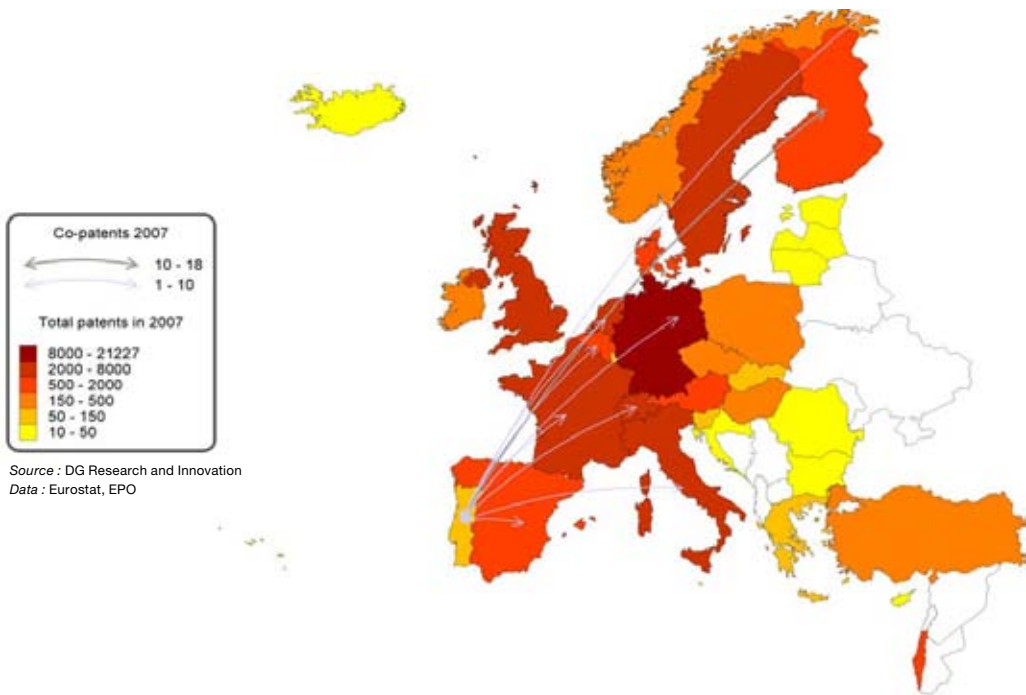 Co-patents 2007
10 - 18
1 - 10
Total patents in 2007
8000 - 21227
2000 - 8000
500 - 2000
150 - 500
50 - 150
10 - 50
Source : DG Research and Innovation
Data : Eurostat, EPO